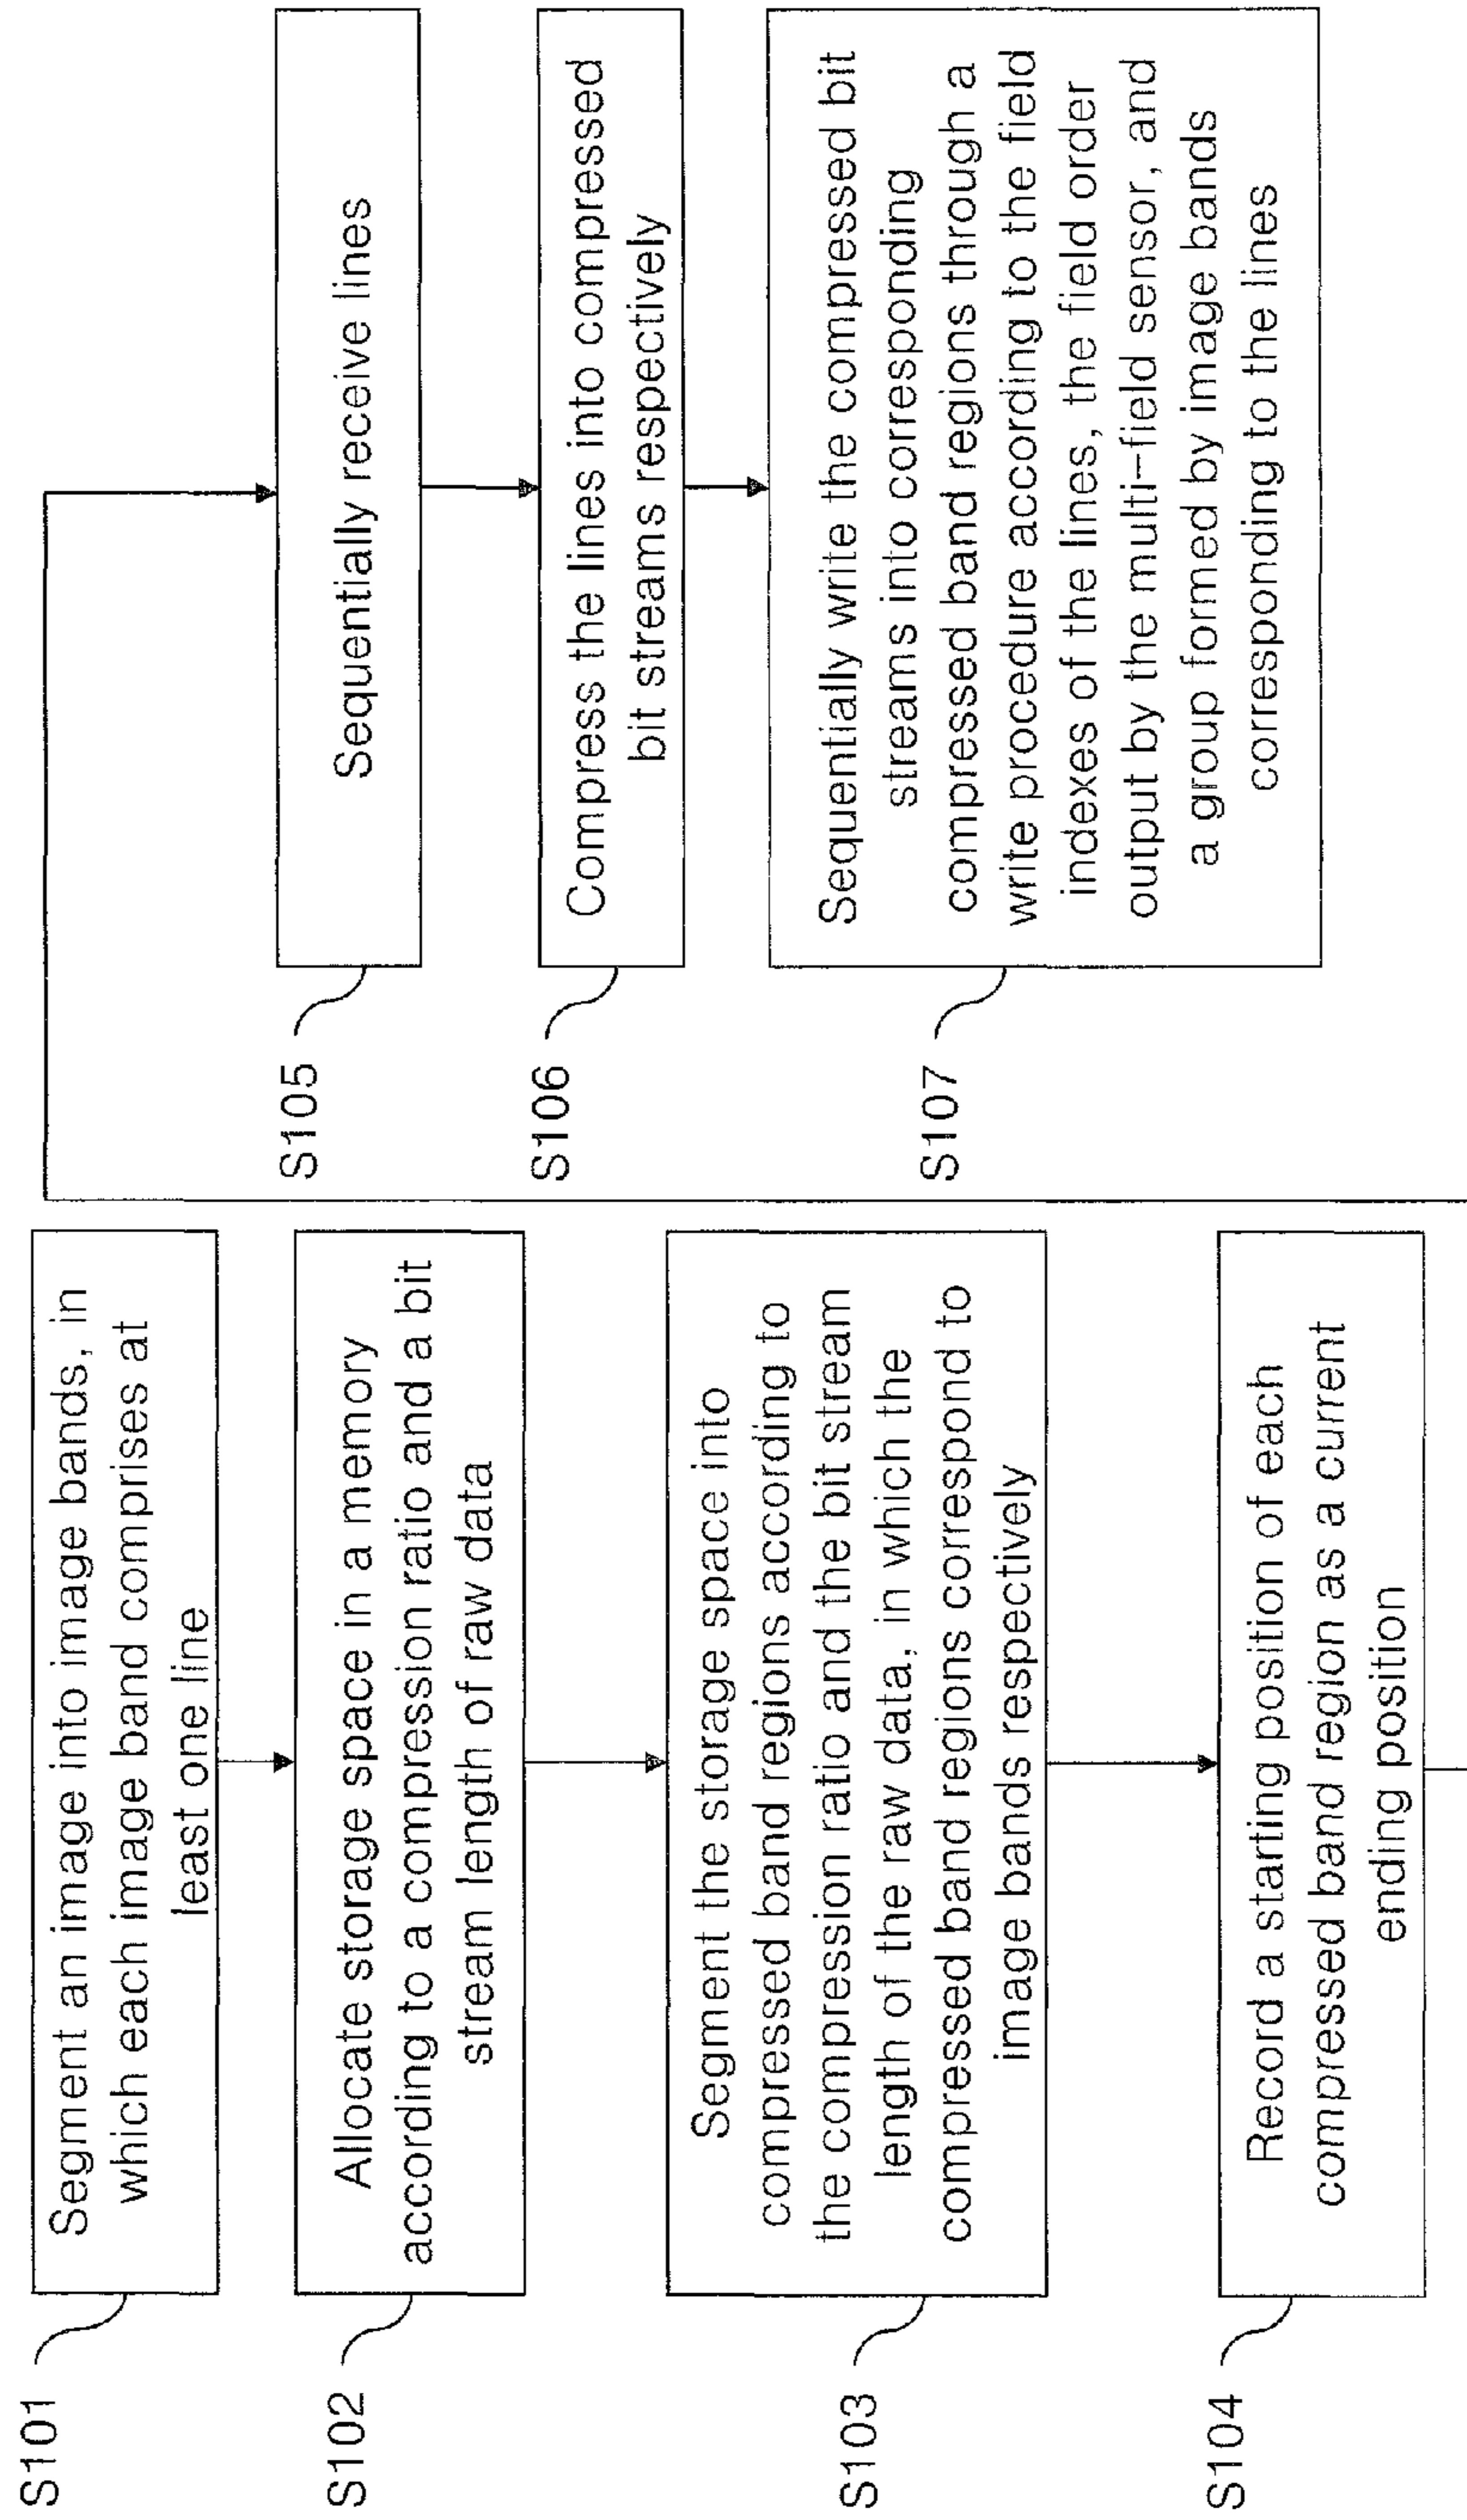 S101
Segment an image into image bands, in
which each image band comprises at
least one line
S102
Allocate storage space in a memory
according to a compression ratio and a bit
stream length of raw data
S103
Segment the storage space into
compressed band regions according to
the compression ratio and the bit stream
length of the raw data, in which the
compressed band regions correspond to
image bands respectively
S104
Record a starting position of each
compressed band region as a current
ending position
S105
Sequentially receive lines
S106
Compress the lines into compressed
bit streams respectively
S107
Sequentially write the compressed bit
streams into corresponding
compressed band regions through a
write procedure according to the field
indexes of the lines, the field order
output by the multi-field sensor, and
a group formed by image bands
corresponding to the lines